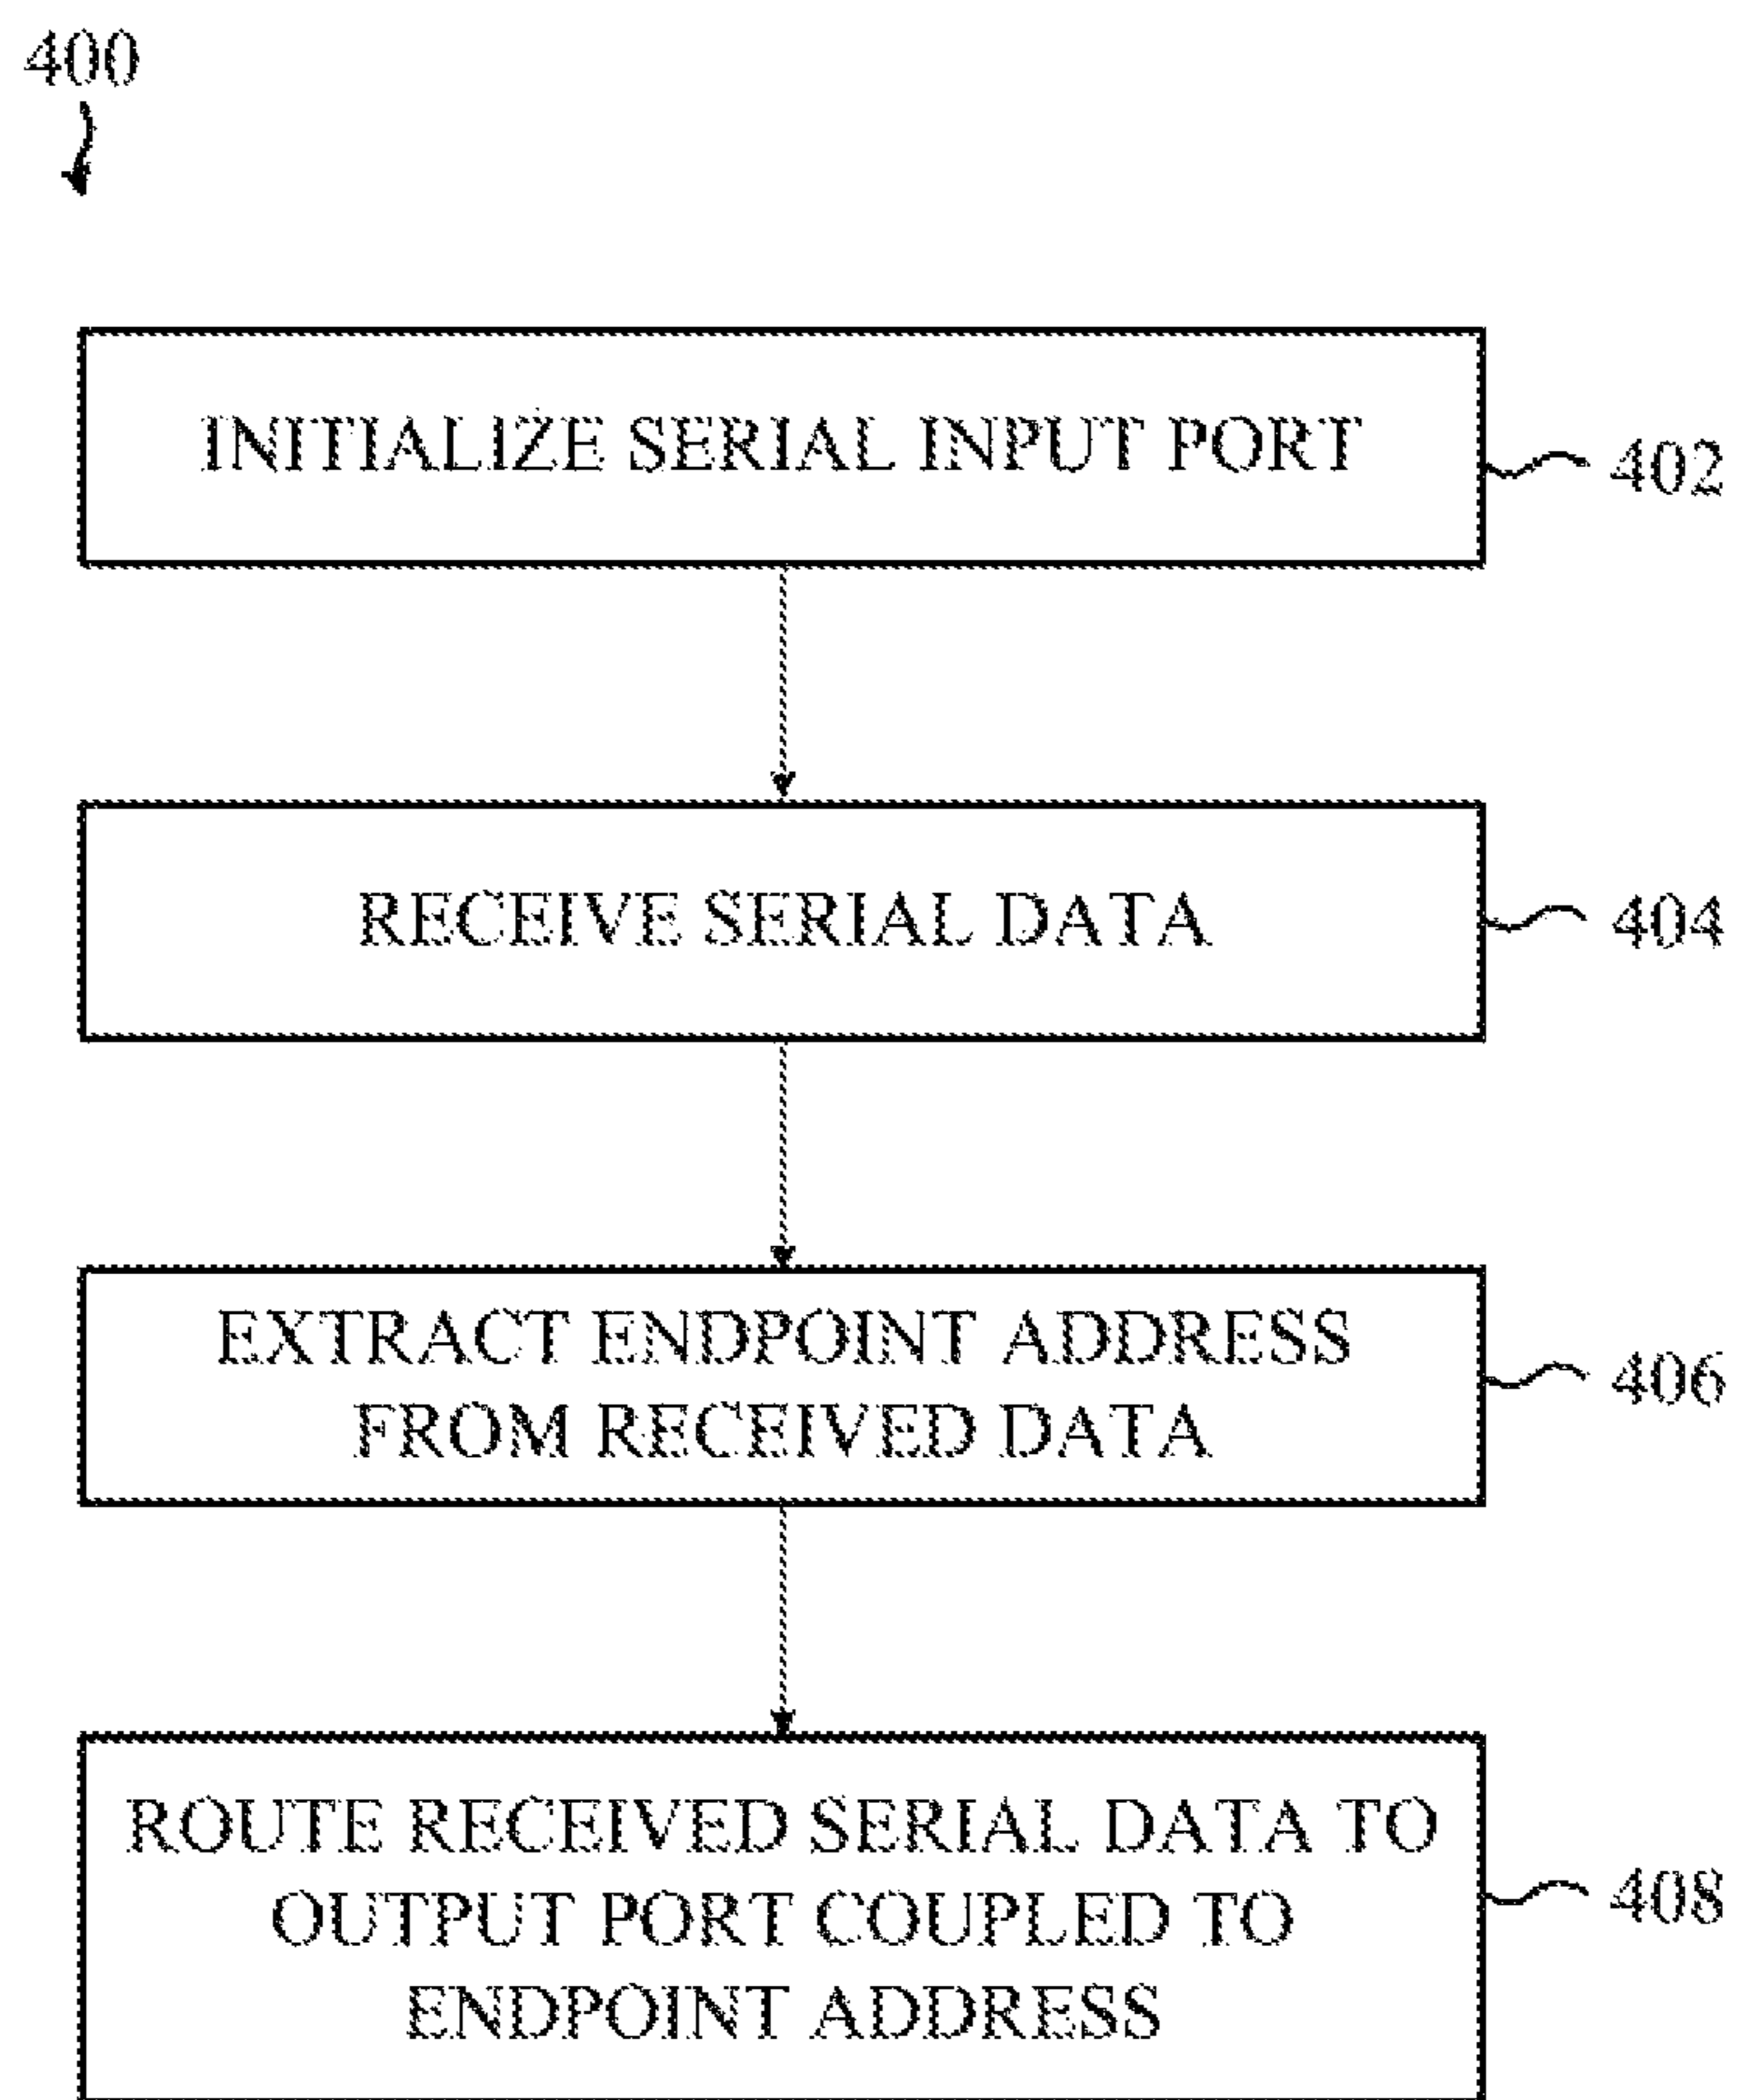 400
INITIALIZE SERIAL INPUT PORT
402
RECEIVE SERIAL DATA
404
EXTRACT ENDPOINT ADDRESS
FROM RECEIVED DATA
406
ROUTE RECEIVED SERIAL DATA TO
OUTPUT PORT COUPLED TO
ENDPOINT ADDRESS
408